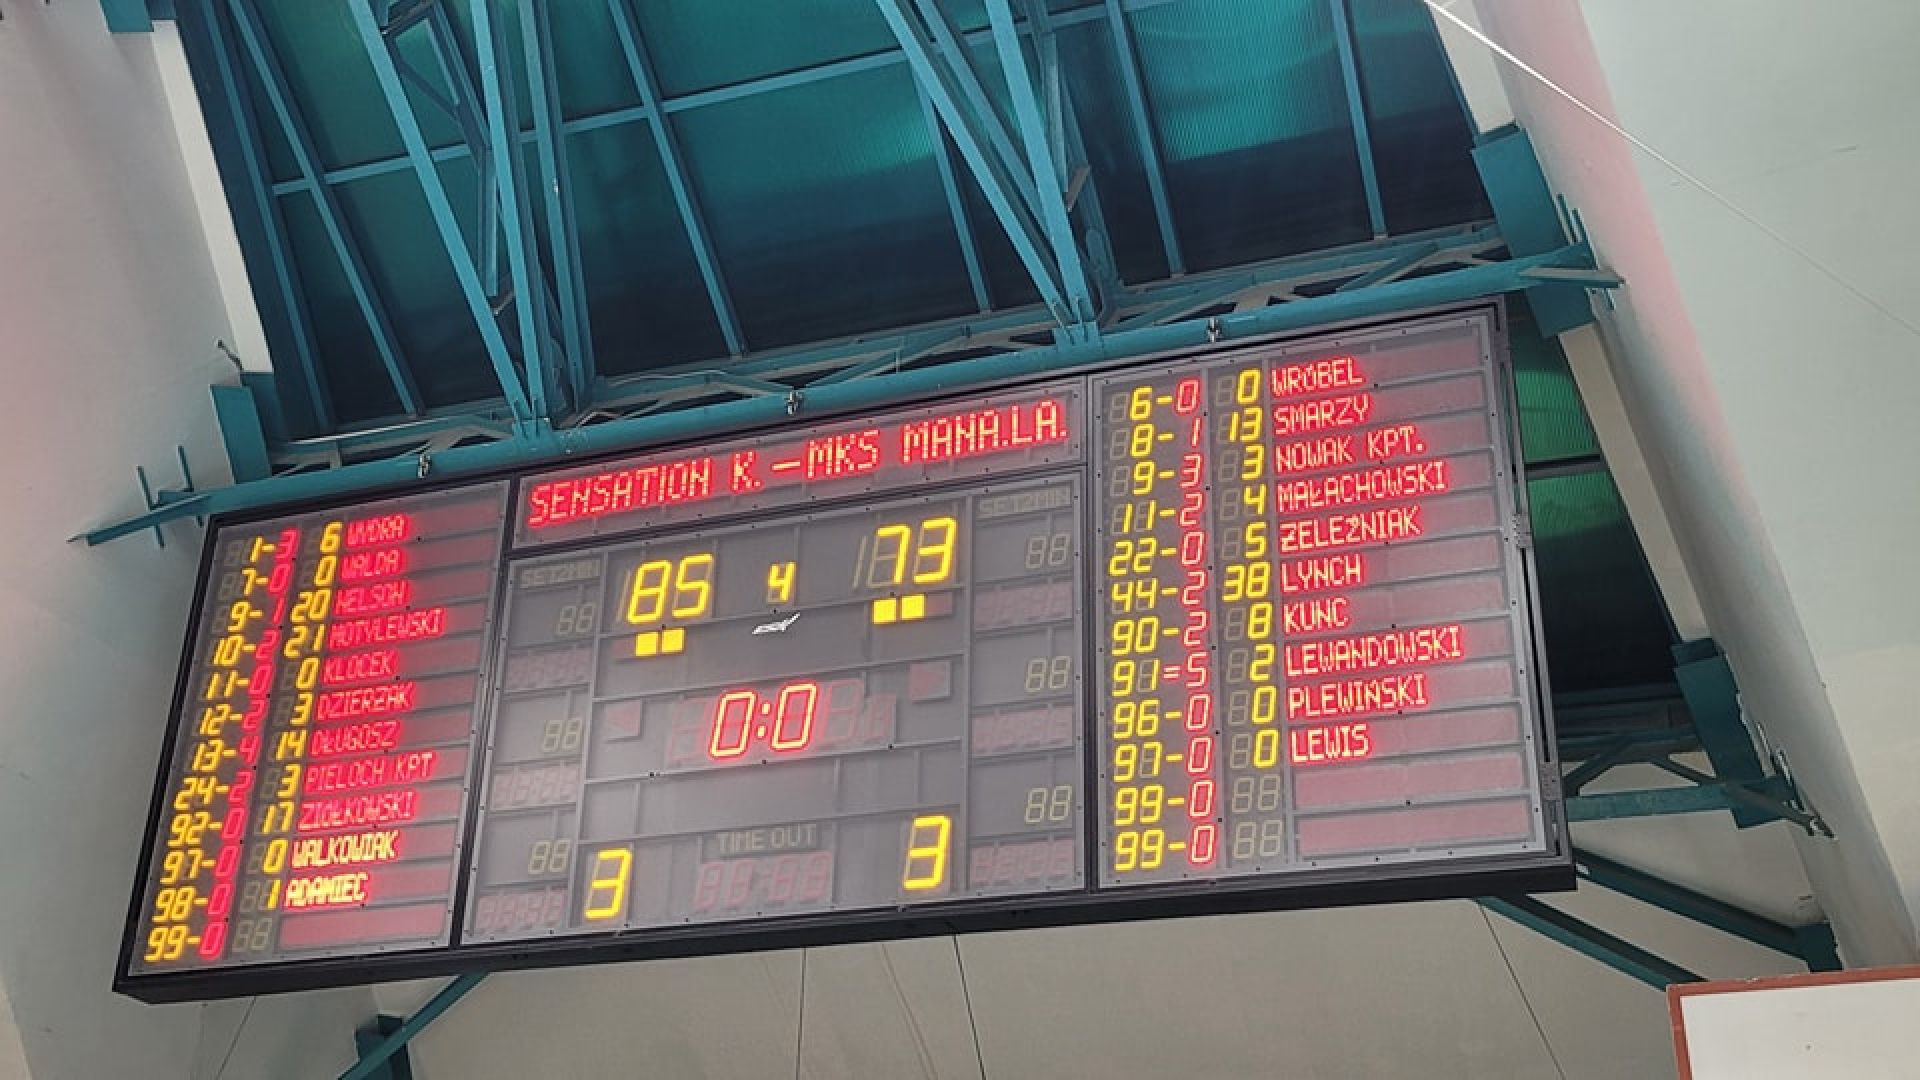 SENSATION K.-MKS MANA.LA.
85 4 73
0:0
TIME OUT
3 3
1-3 6 WYDRA
7-0 0 WALDA
9-1 20 NELSON
10-2 21 MOTYLEWSKI
11-0 0 KLOCEK
12-2 3 DZIERŻAK
13-4 14 DŁUGOSZ
24-2 3 PIELOCH KPT
92-0 17 ZIÓŁKOWSKI
97-0 0 WALKOWIAK
98-0 1 ADAMIEC
99-0
6-0 0 WRÓBEL
8-1 13 SMARZY
9-3 3 NOWAK KPT.
11-2 4 MAŁACHOWSKI
22-0 5 ŻELEŹNIAK
44-2 38 LYNCH
90-2 8 KUNC
91=5 2 LEWANDOWSKI
96-0 0 PLEWIŃSKI
97-0 0 LEWIS
99-0
99-0